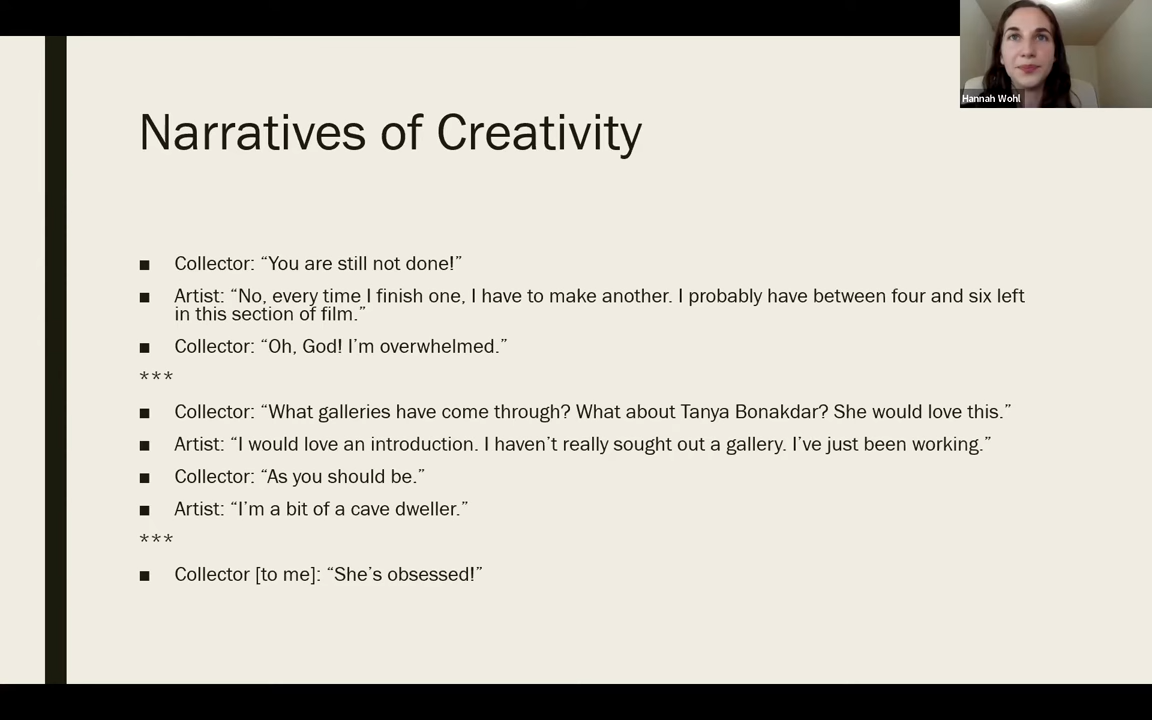 Hannah Wohl
Narratives of Creativity
■ Collector: “You are still not done!”
■ Artist: “No, every time I finish one, I have to make another. I probably have between four and six left
in this section of film.”
■ Collector: “Oh, God! I’m overwhelmed.”
***
■ Collector: “What galleries have come through? What about Tanya Bonakdar? She would love this.”
■ Artist: “I would love an introduction. I haven’t really sought out a gallery. I’ve just been working.”
■ Collector: “As you should be.”
■ Artist: “I’m a bit of a cave dweller.”
***
■ Collector [to me]: “She’s obsessed!”